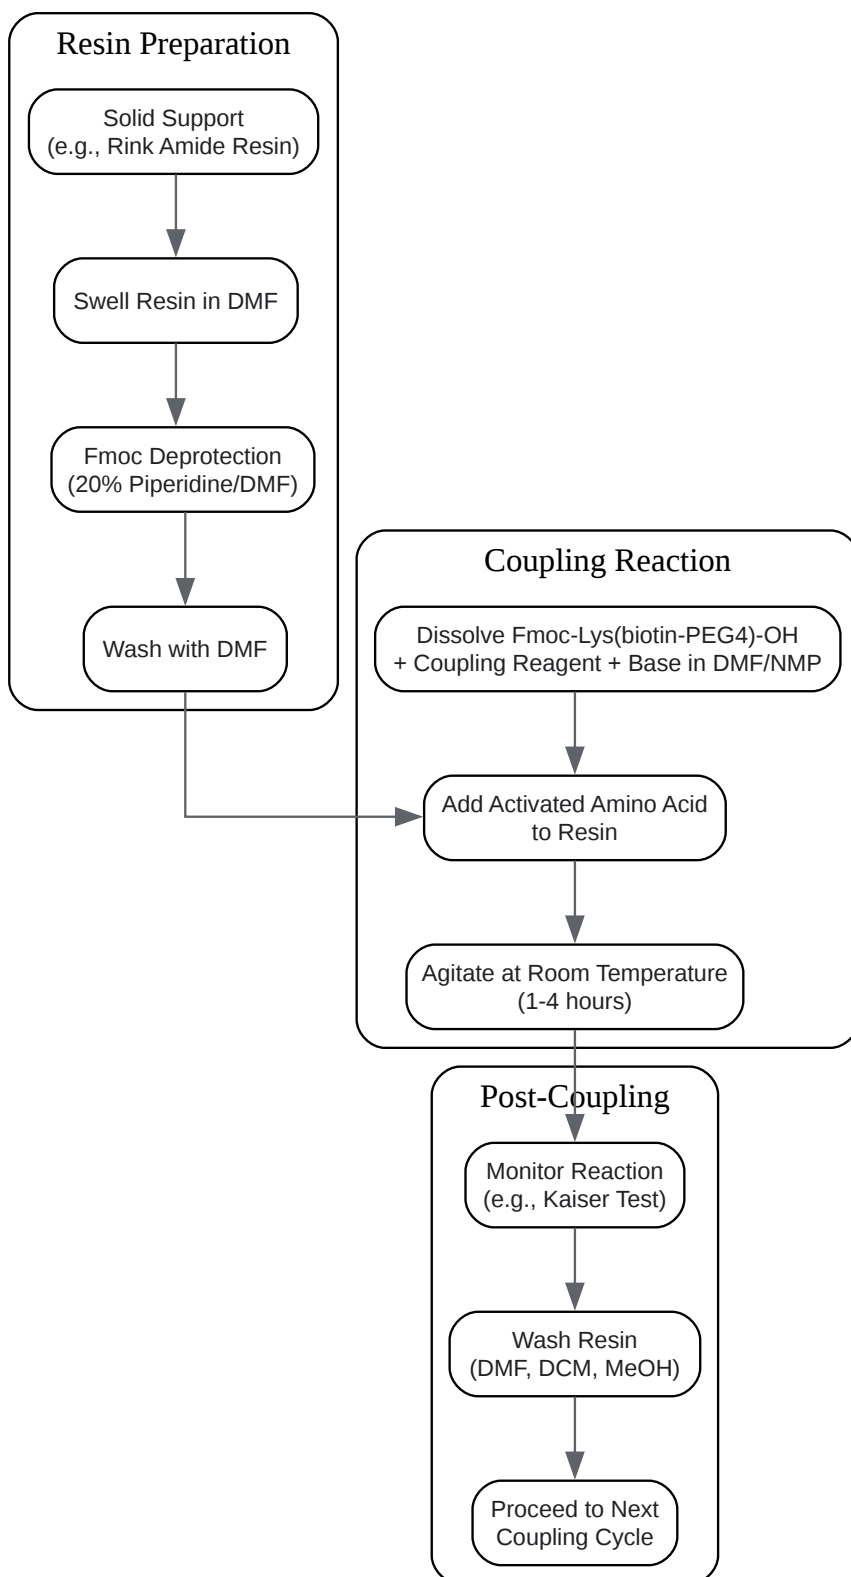 Resin Preparation
Solid Support
(e.g., Rink Amide Resin)
Swell Resin in DMF
Fmoc Deprotection
(20% Piperidine/DMF)
Wash with DMF
Coupling Reaction
Dissolve Fmoc-Lys(biotin-PEG4)-OH
+ Coupling Reagent + Base in DMF/NMP
Add Activated Amino Acid
to Resin
Agitate at Room Temperature
(1-4 hours)
Post-Coupling
Monitor Reaction
(e.g., Kaiser Test)
Wash Resin
(DMF, DCM, MeOH)
Proceed to Next
Coupling Cycle